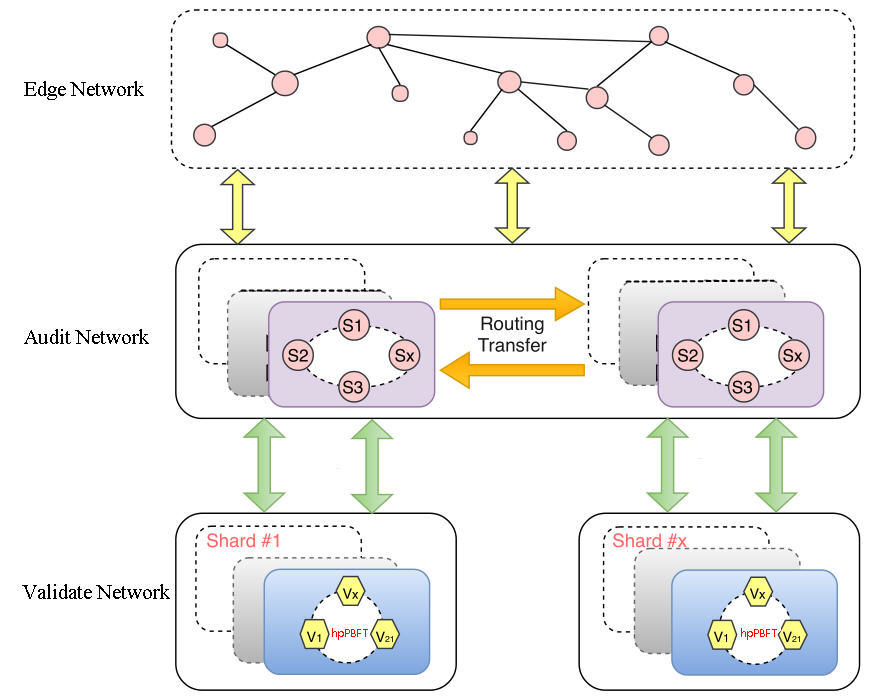 Edge Network
Audit Network
S1
S2
Sx
S3
Routing
Transfer
S1
S2
Sx
S3
Validate Network
Shard #1
Vx
V1
hpPBFT
V21
Shard #x
Vx
V1
hpPBFT
V21